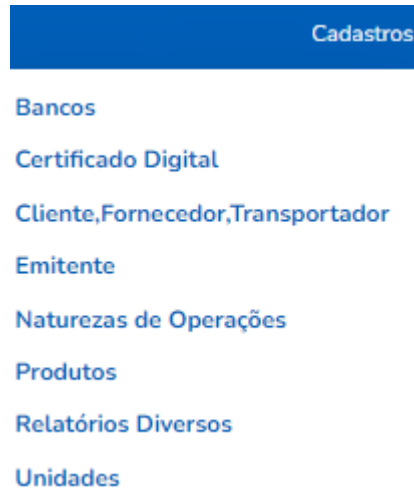 Cadastros
Bancos
Certificado Digital
Cliente,Fornecedor,Transportador
Emitente
Naturezas de Operações
Produtos
Relatórios Diversos
Unidades